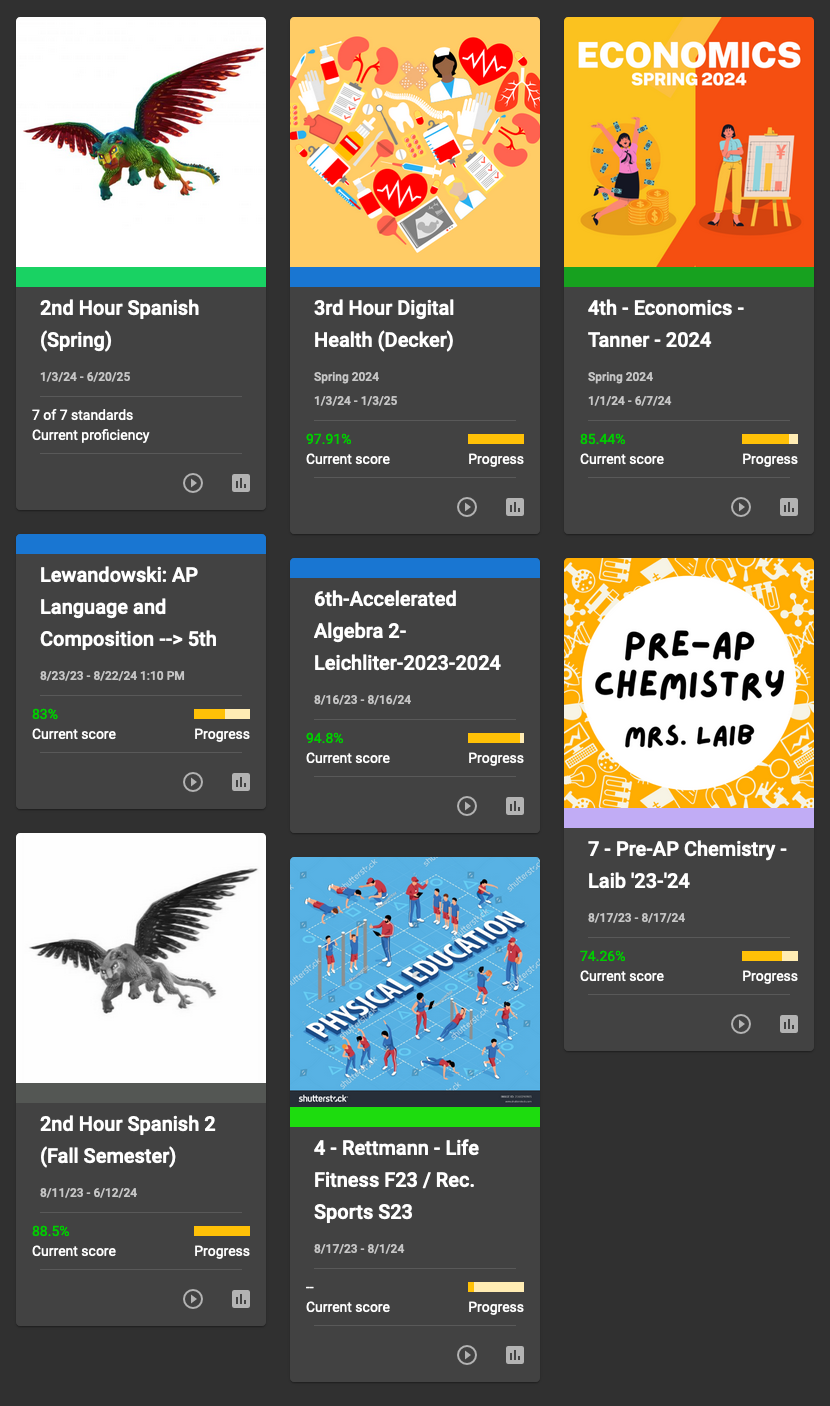 2nd Hour Spanish
(Spring)
1/3/24 - 6/20/25
7 of 7 standards
Current proficiency
3rd Hour Digital
Health (Decker)
Spring 2024
1/3/24 - 1/3/25
97.91%
Current score
Progress
ECONOMICS
SPRING 2024
4th - Economics -
Tanner - 2024
Spring 2024
1/1/24 - 6/7/24
85.44%
Current score
Progress
Lewandowski: AP
Language and
Composition --> 5th
8/23/23 - 8/22/24 1:10 PM
83%
Current score
Progress
6th-Accelerated
Algebra 2-
Leichliter-2023-2024
8/16/23 - 8/16/24
94.8%
Current score
Progress
PRE-AP
CHEMISTRY
MRS. LAIB
7 - Pre-AP Chemistry -
Laib '23-'24
8/17/23 - 8/17/24
74.26%
Current score
Progress
2nd Hour Spanish 2
(Fall Semester)
8/11/23 - 6/12/24
88.5%
Current score
Progress
PHYSICAL EDUCATION
shutterstock
4 - Rettmann - Life
Fitness F23 / Rec.
Sports S23
8/17/23 - 8/1/24
--
Current score
Progress